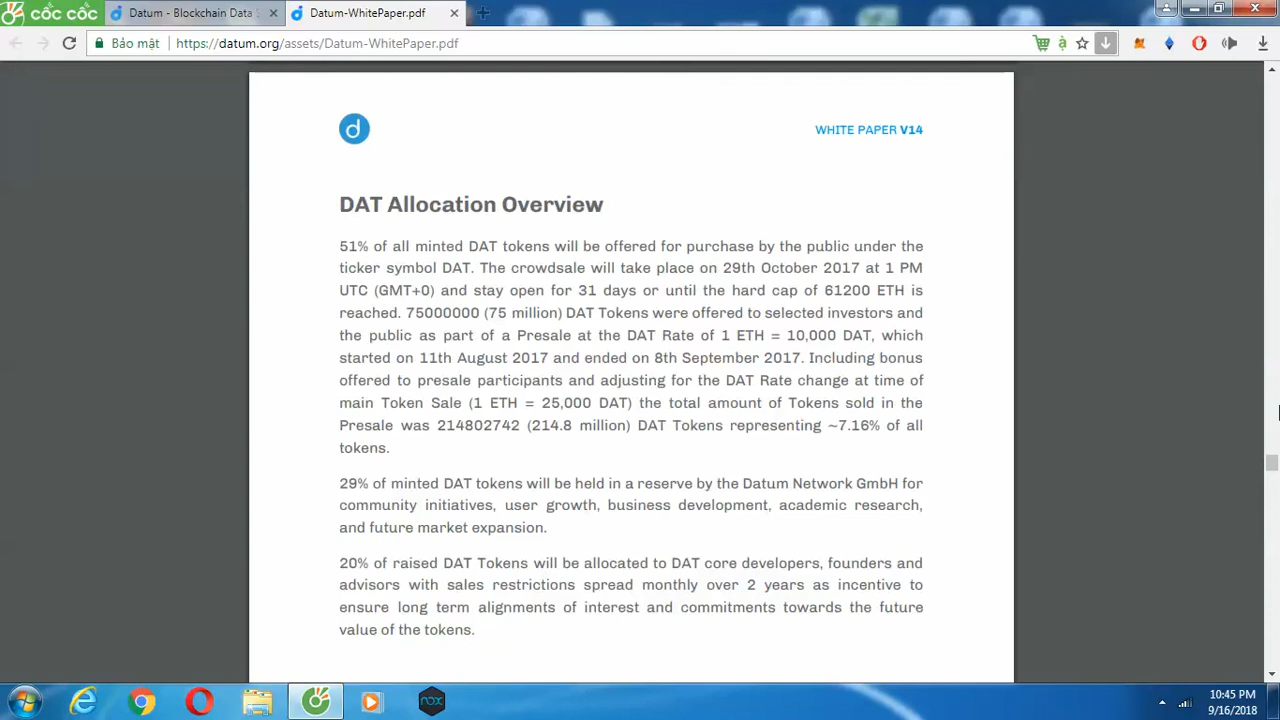 cốc cốc
Datum - Blockchain Data
Datum-WhitePaper.pdf
Bảo mật
https://datum.org/assets/Datum-WhitePaper.pdf
d
WHITE PAPER V14
DAT Allocation Overview
51% of all minted DAT tokens will be offered for purchase by the public under the
ticker symbol DAT. The crowdsale will take place on 29th October 2017 at 1 PM
UTC (GMT+0) and stay open for 31 days or until the hard cap of 61200 ETH is
reached. 75000000 (75 million) DAT Tokens were offered to selected investors and
the public as part of a Presale at the DAT Rate of 1 ETH = 10,000 DAT, which
started on 11th August 2017 and ended on 8th September 2017. Including bonus
offered to presale participants and adjusting for the DAT Rate change at time of
main Token Sale (1 ETH = 25,000 DAT) the total amount of Tokens sold in the
Presale was 214802742 (214.8 million) DAT Tokens representing ~7.16% of all
tokens.
29% of minted DAT tokens will be held in a reserve by the Datum Network GmbH for
community initiatives, user growth, business development, academic research,
and future market expansion.
20% of raised DAT Tokens will be allocated to DAT core developers, founders and
advisors with sales restrictions spread monthly over 2 years as incentive to
ensure long term alignments of interest and commitments towards the future
value of the tokens.
nox
10:45 PM
9/16/2018